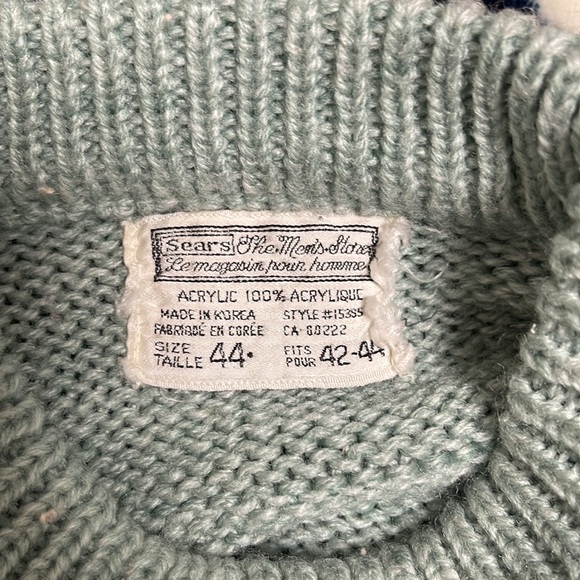 Sears The Men's Store
Le magasin pour homme
ACRYLIC 100% ACRYLIQUE
MADE IN KOREA STYLE #15395
FABRIQUÉ EN CORÉE CA 00222
SIZE TAILLE 44 FITS POUR 42-44